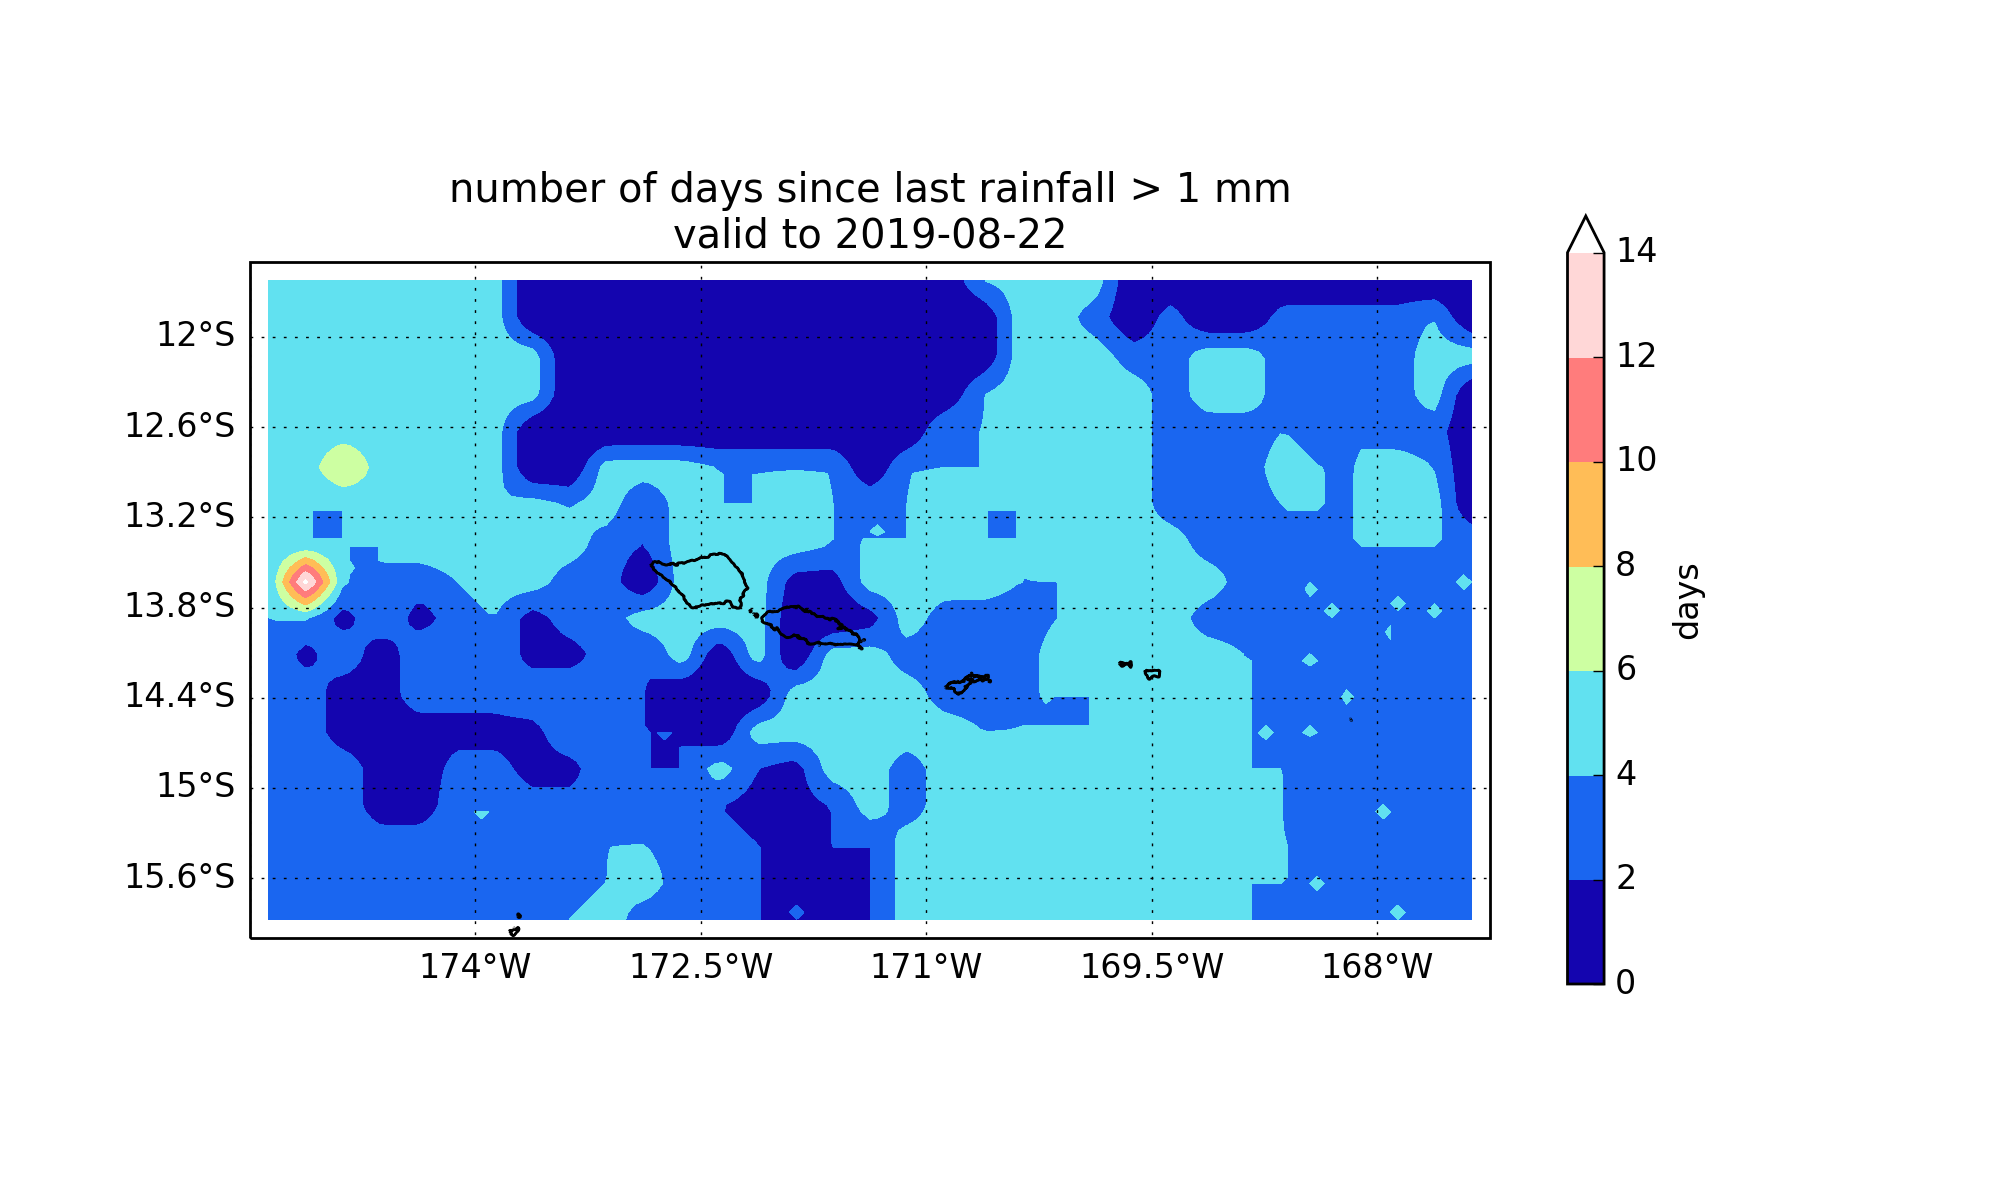 number of days since last rainfall > 1 mm
valid to 2019-08-22
12°S
12.6°S
13.2°S
13.8°S
14.4°S
15°S
15.6°S
174°W 172.5°W 171°W 169.5°W 168°W
14
12
10
8
6
4
2
0
days